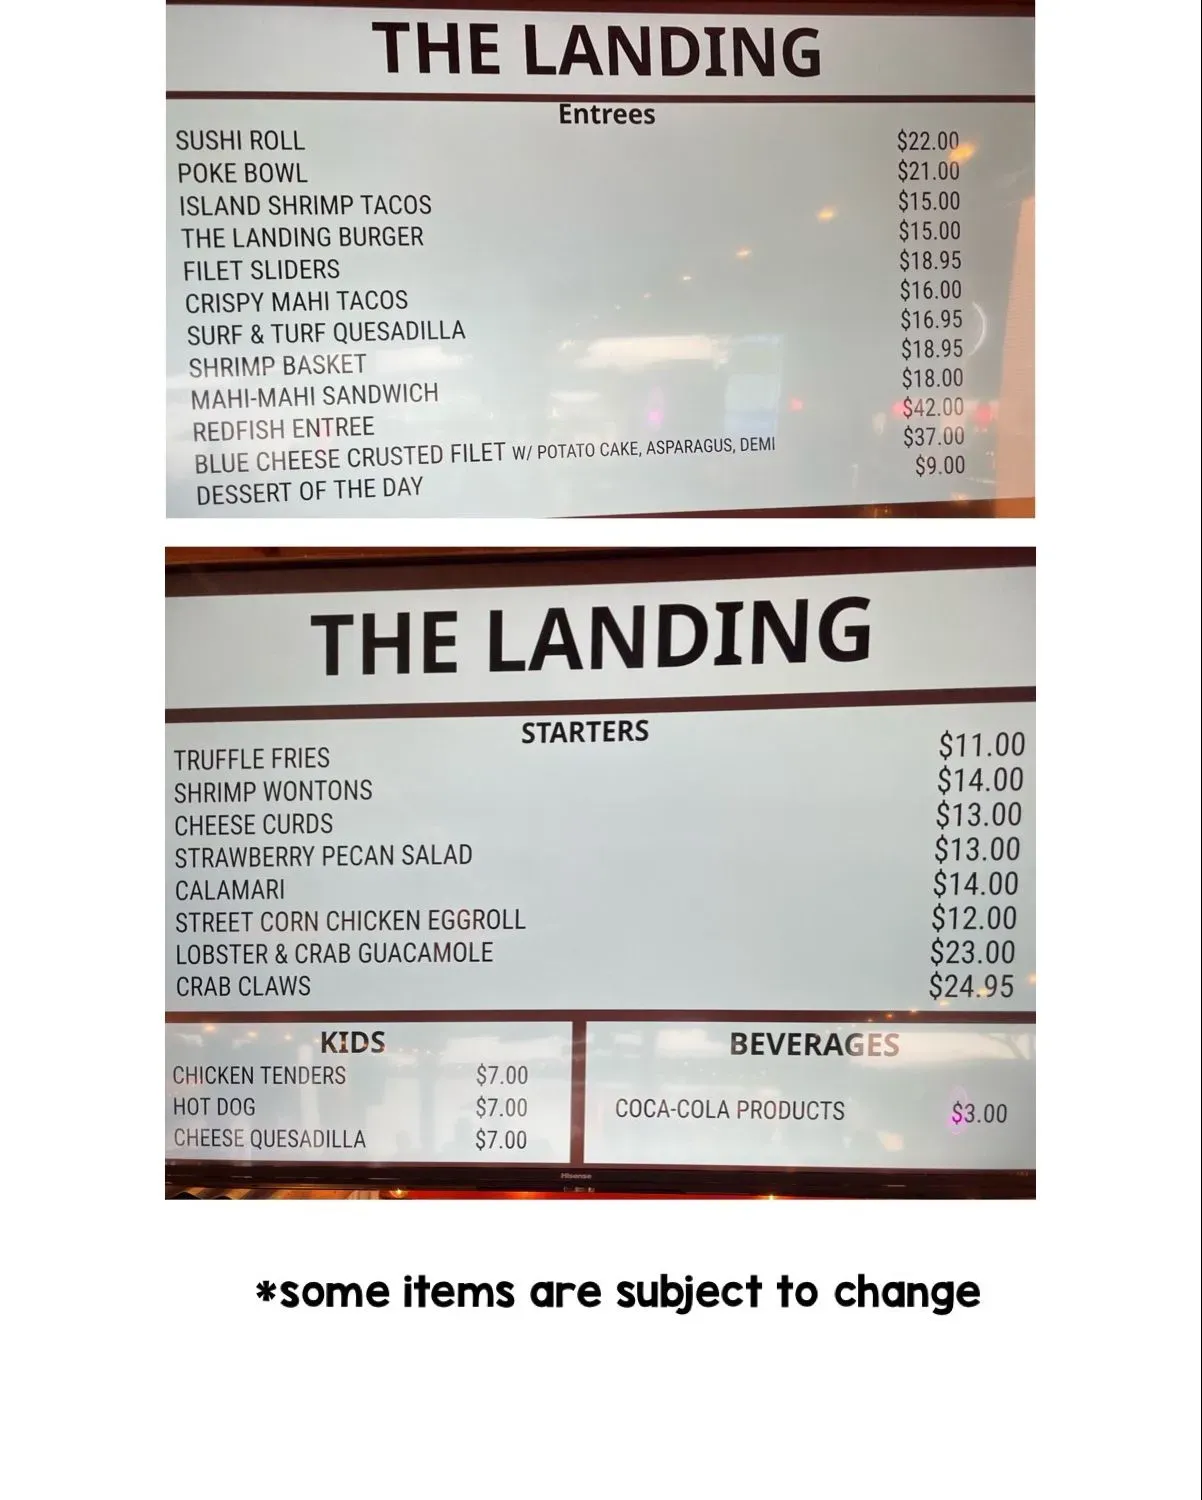 THE LANDING
Entrees
SUSHI ROLL $22.00
POKE BOWL $21.00
ISLAND SHRIMP TACOS $15.00
THE LANDING BURGER $15.00
FILET SLIDERS $18.95
CRISPY MAHI TACOS $16.00
SURF & TURF QUESADILLA $16.95
SHRIMP BASKET $18.95
MAHI-MAHI SANDWICH $18.00
REDFISH ENTREE $42.00
BLUE CHEESE CRUSTED FILET W/ POTATO CAKE, ASPARAGUS, DEMI $37.00
DESSERT OF THE DAY $9.00
THE LANDING
STARTERS
TRUFFLE FRIES $11.00
SHRIMP WONTONS $14.00
CHEESE CURDS $13.00
STRAWBERRY PECAN SALAD $13.00
CALAMARI $14.00
STREET CORN CHICKEN EGGROLL $12.00
LOBSTER & CRAB GUACAMOLE $23.00
CRAB CLAWS $24.95
KIDS
CHICKEN TENDERS $7.00
HOT DOG $7.00
CHEESE QUESADILLA $7.00
BEVERAGES
COCA-COLA PRODUCTS $3.00
Hisense
*some items are subject to change